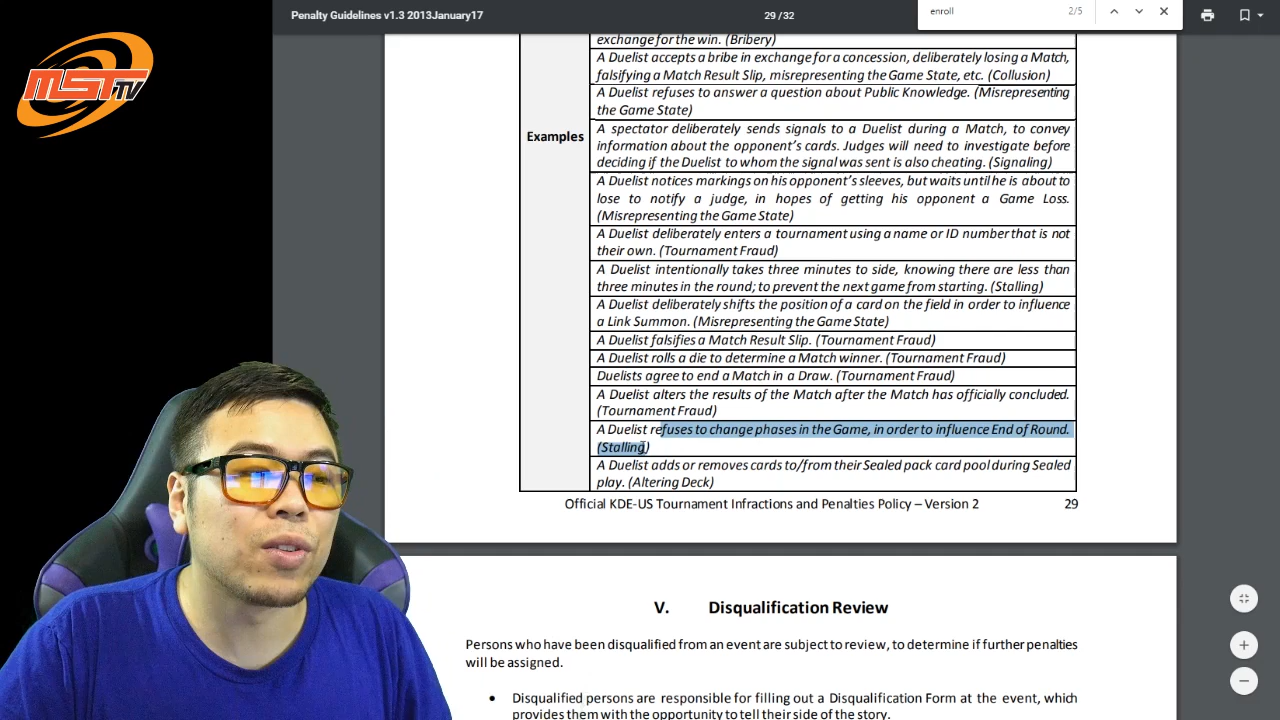 Penalty Guidelines v1.3 2013January17
29 / 32
enroll
2/5
MST TV
exchange for the win. (Bribery)
A Duelist accepts a bribe in exchange for a concession, deliberately losing a Match,
falsifying a Match Result Slip, misrepresenting the Game State, etc. (Collusion)
A Duelist refuses to answer a question about Public Knowledge. (Misrepresenting
the Game State)
Examples
A spectator deliberately sends signals to a Duelist during a Match, to convey
information about the opponent's cards. Judges will need to investigate before
deciding if the Duelist to whom the signal was sent is also cheating. (Signaling)
A Duelist notices markings on his opponent's sleeves, but waits until he is about to
lose to notify a judge, in hopes of getting his opponent a Game Loss.
(Misrepresenting the Game State)
A Duelist deliberately enters a tournament using a name or ID number that is not
their own. (Tournament Fraud)
A Duelist intentionally takes three minutes to side, knowing there are less than
three minutes in the round; to prevent the next game from starting. (Stalling)
A Duelist deliberately shifts the position of a card on the field in order to influence
a Link Summon. (Misrepresenting the Game State)
A Duelist falsifies a Match Result Slip. (Tournament Fraud)
A Duelist rolls a die to determine a Match winner. (Tournament Fraud)
Duelists agree to end a Match in a Draw. (Tournament Fraud)
A Duelist alters the results of the Match after the Match has officially concluded.
(Tournament Fraud)
A Duelist refuses to change phases in the Game, in order to influence End of Round.
(Stalling)
A Duelist adds or removes cards to/from their Sealed pack card pool during Sealed
play. (Altering Deck)
Official KDE-US Tournament Infractions and Penalties Policy – Version 2
29
V. Disqualification Review
Persons who have been disqualified from an event are subject to review, to determine if further penalties
will be assigned.
• Disqualified persons are responsible for filling out a Disqualification Form at the event, which
provides them with the opportunity to tell their side of the story.